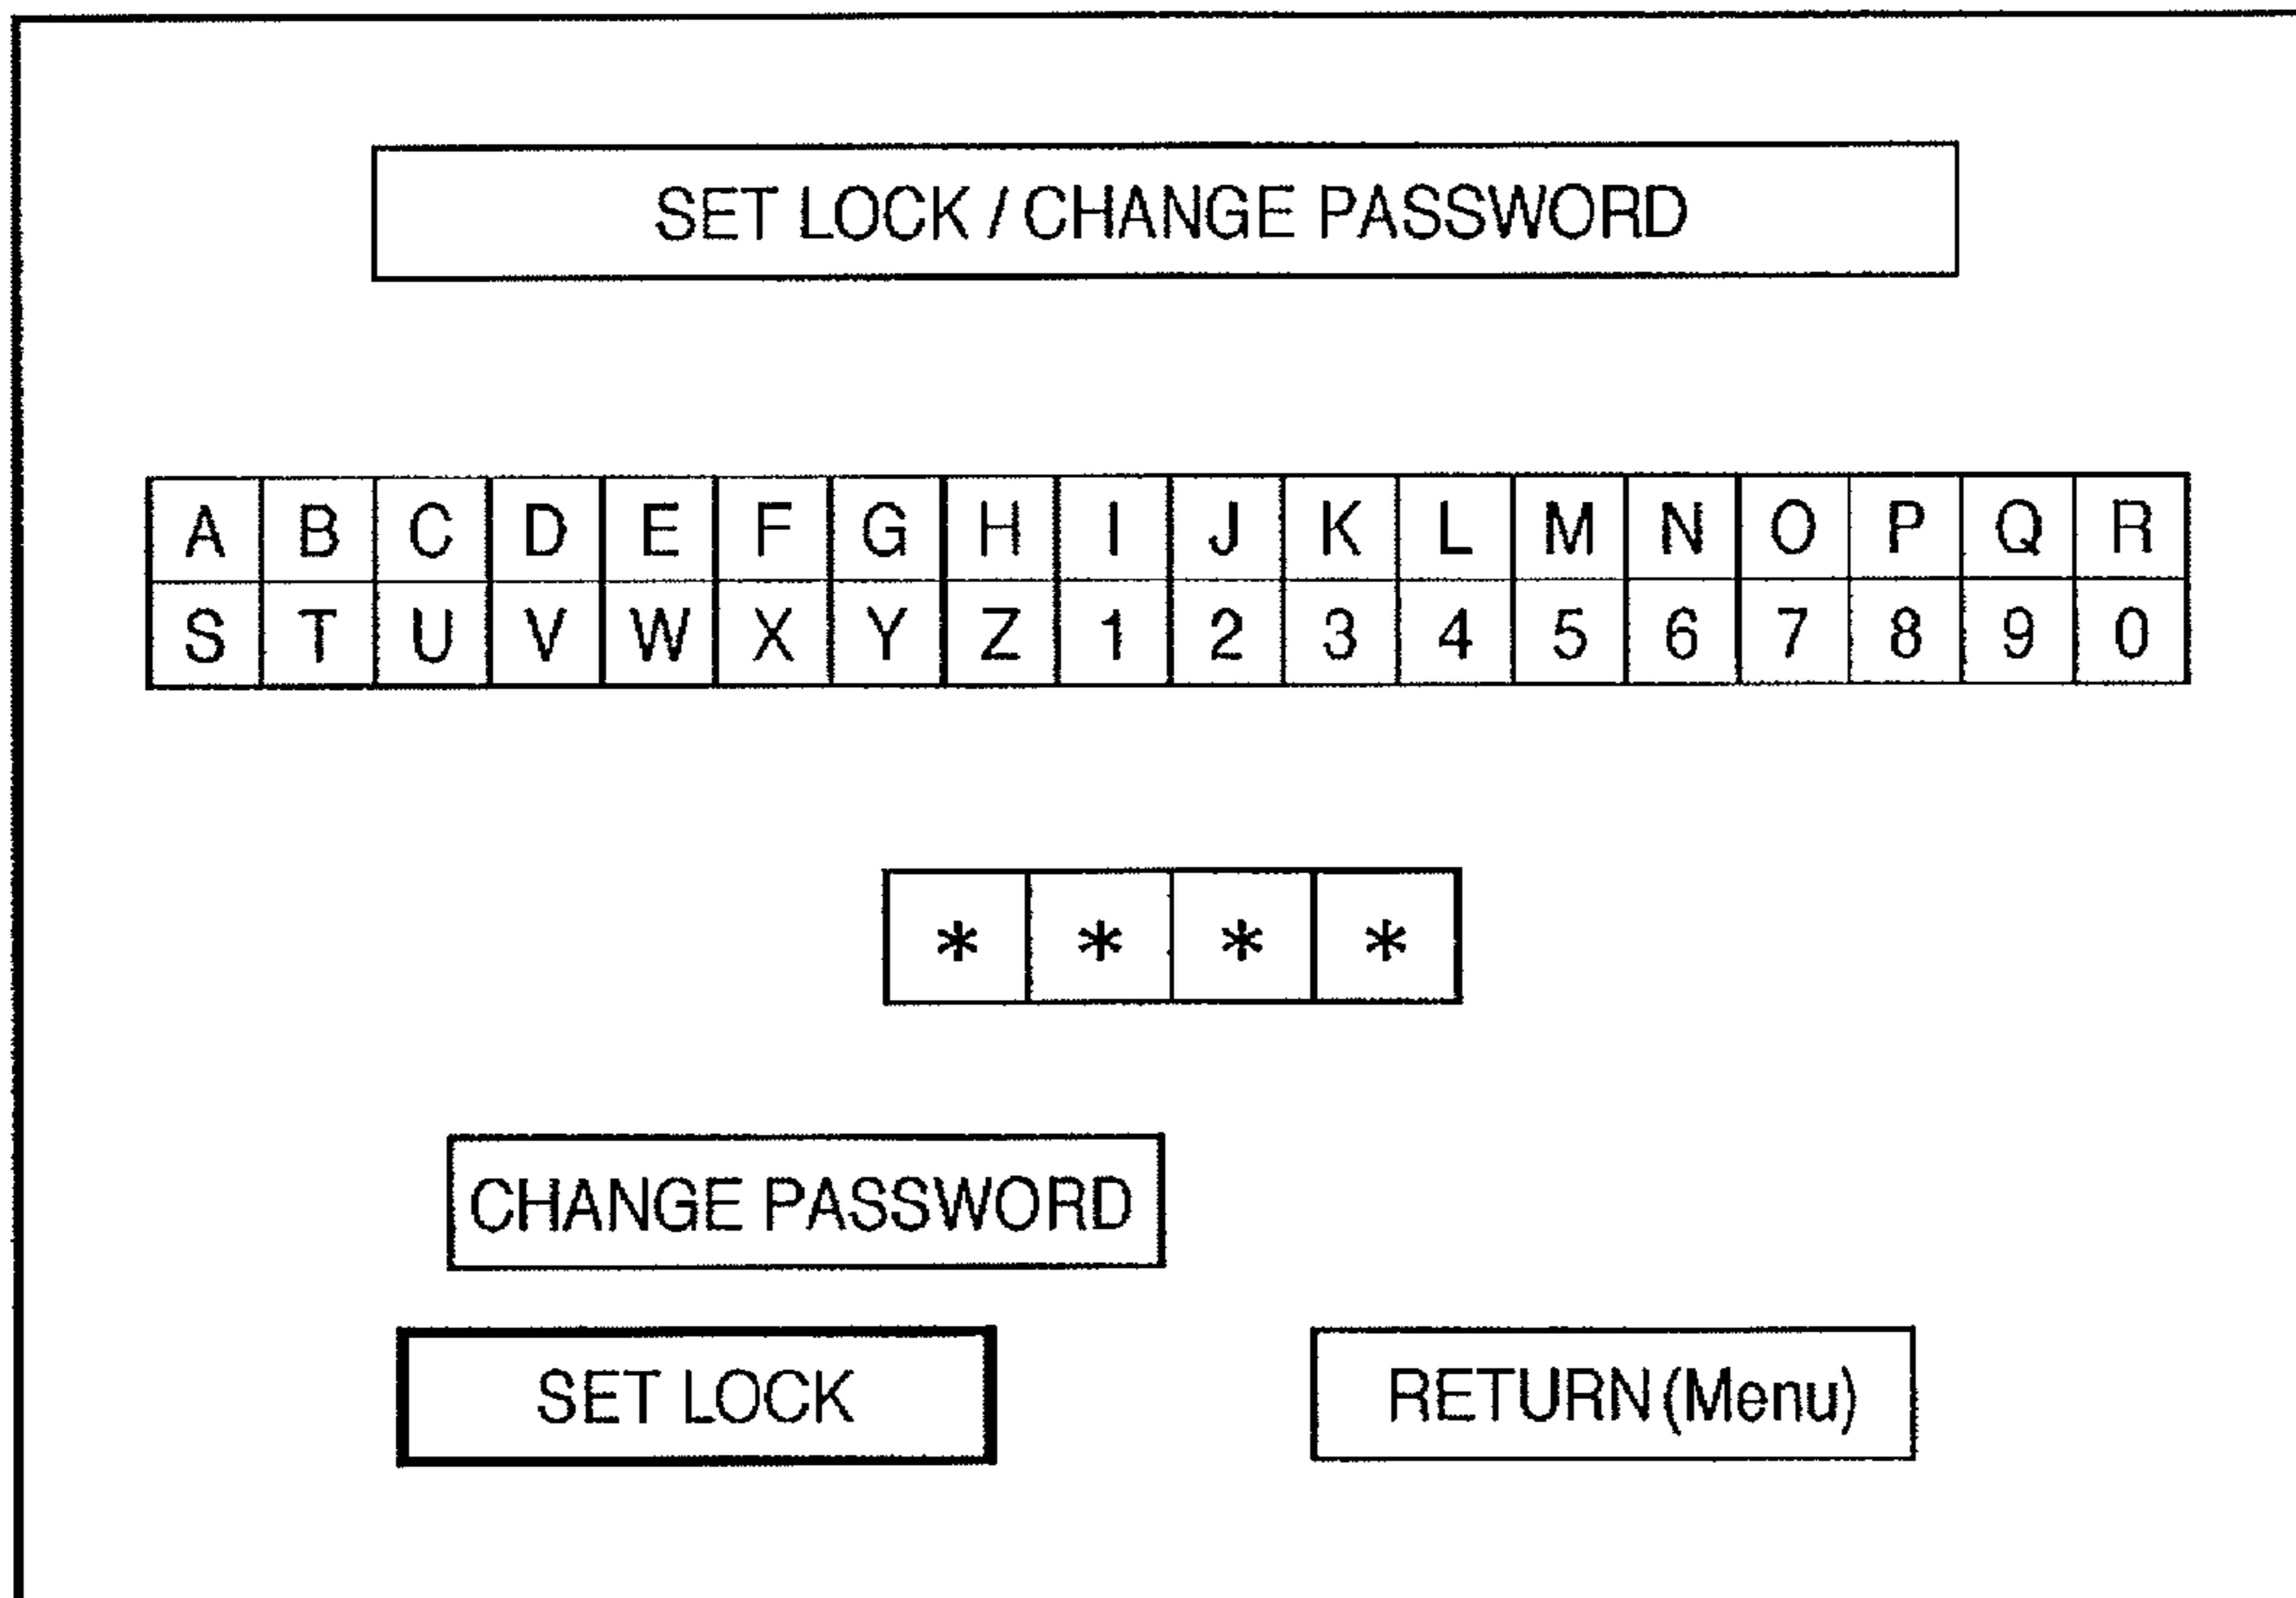 SET LOCK / CHANGE PASSWORD
A B C D E F G H I J K L M N O P Q R
S T U V W X Y Z 1 2 3 4 5 6 7 8 9 0
* * * *
CHANGE PASSWORD
SET LOCK RETURN (Menu)